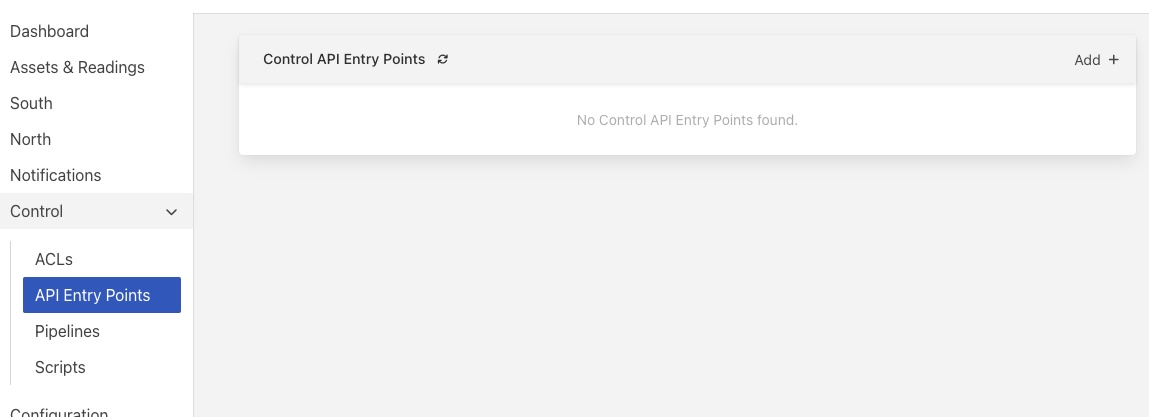 Dashboard
Assets & Readings
South
North
Notifications
Control
ACLs
API Entry Points
Pipelines
Scripts
Configuration
Control API Entry Points
Add +
No Control API Entry Points found.